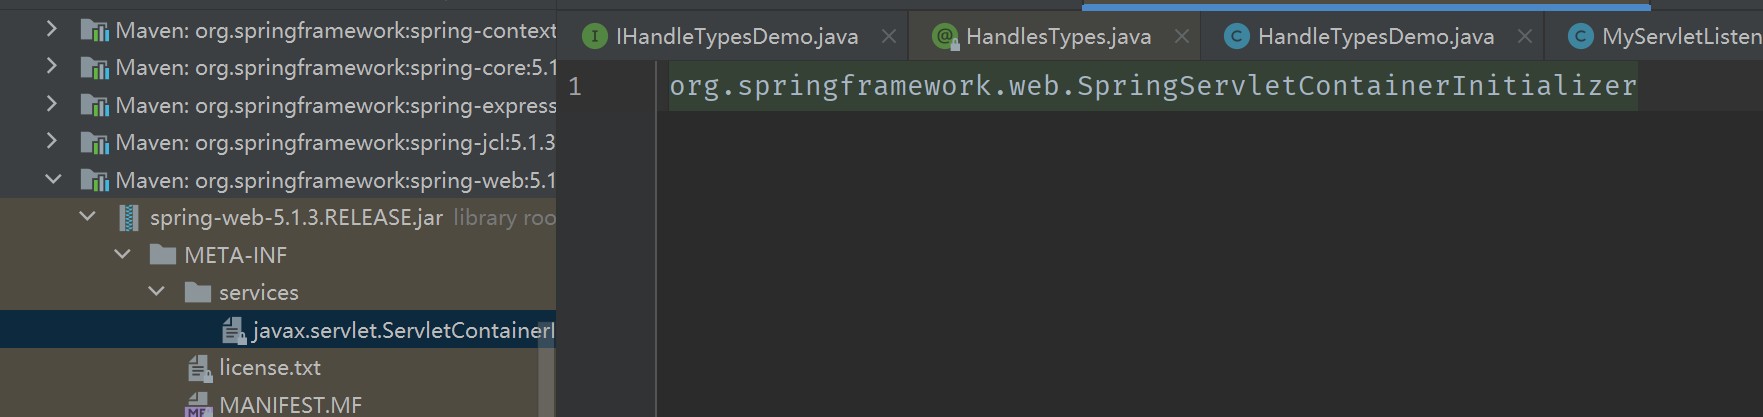 Maven: org.springframework:spring-context
Maven: org.springframework:spring-core:5.1
Maven: org.springframework:spring-express
Maven: org.springframework:spring-jcl:5.1.3
Maven: org.springframework:spring-web:5.1
spring-web-5.1.3.RELEASE.jar library roo
META-INF
services
javax.servlet.ServletContainerI
license.txt
MF MANIFEST.MF
I IHandleTypesDemo.java @ HandlesTypes.java C HandleTypesDemo.java C MyServletListen
1 org.springframework.web.SpringServletContainerInitializer